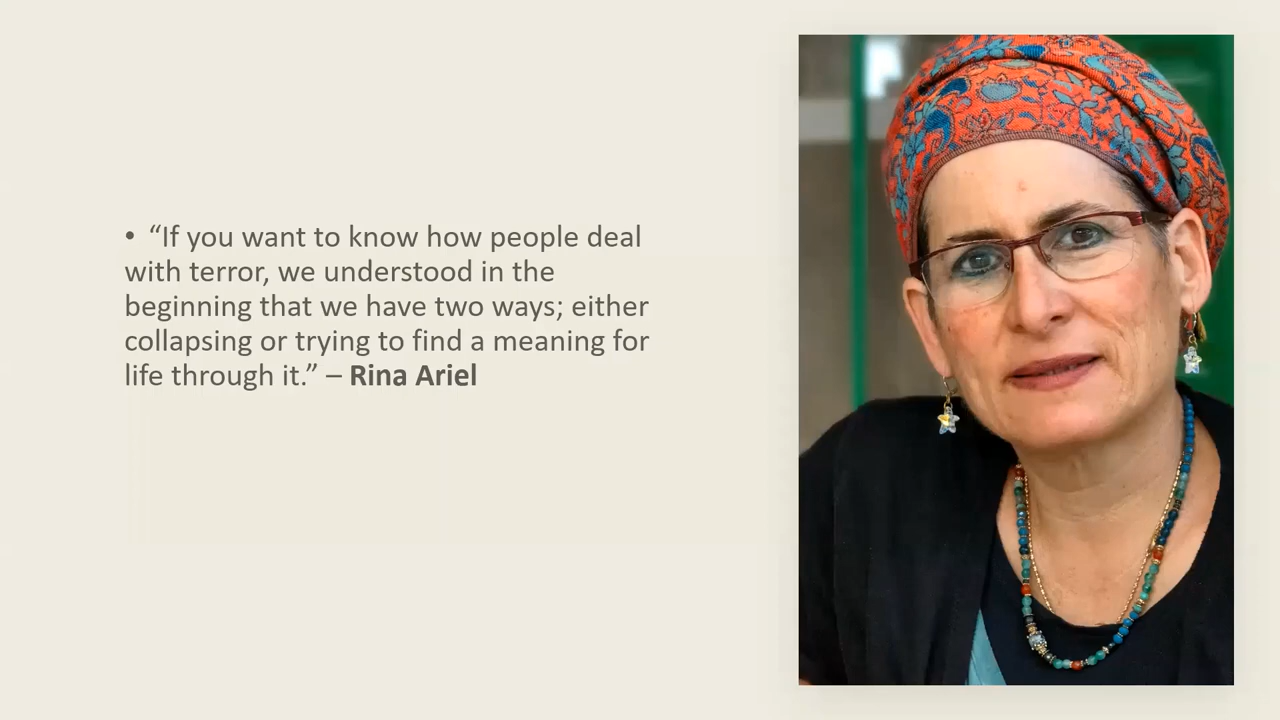 • “If you want to know how people deal
with terror, we understood in the
beginning that we have two ways; either
collapsing or trying to find a meaning for
life through it.” – Rina Ariel